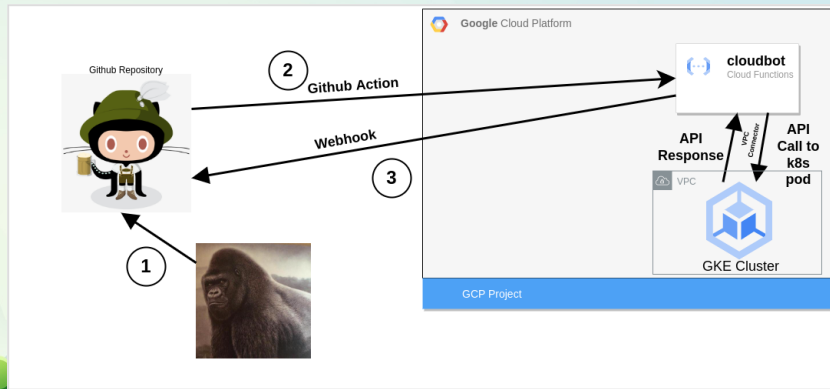 Google Cloud Platform
Github Repository
2
Github Action
cloudbot
Cloud Functions
Webhook
3
API
Response
VPC
Connector
API
Call to
k8s
pod
VPC
GKE Cluster
1
GCP Project